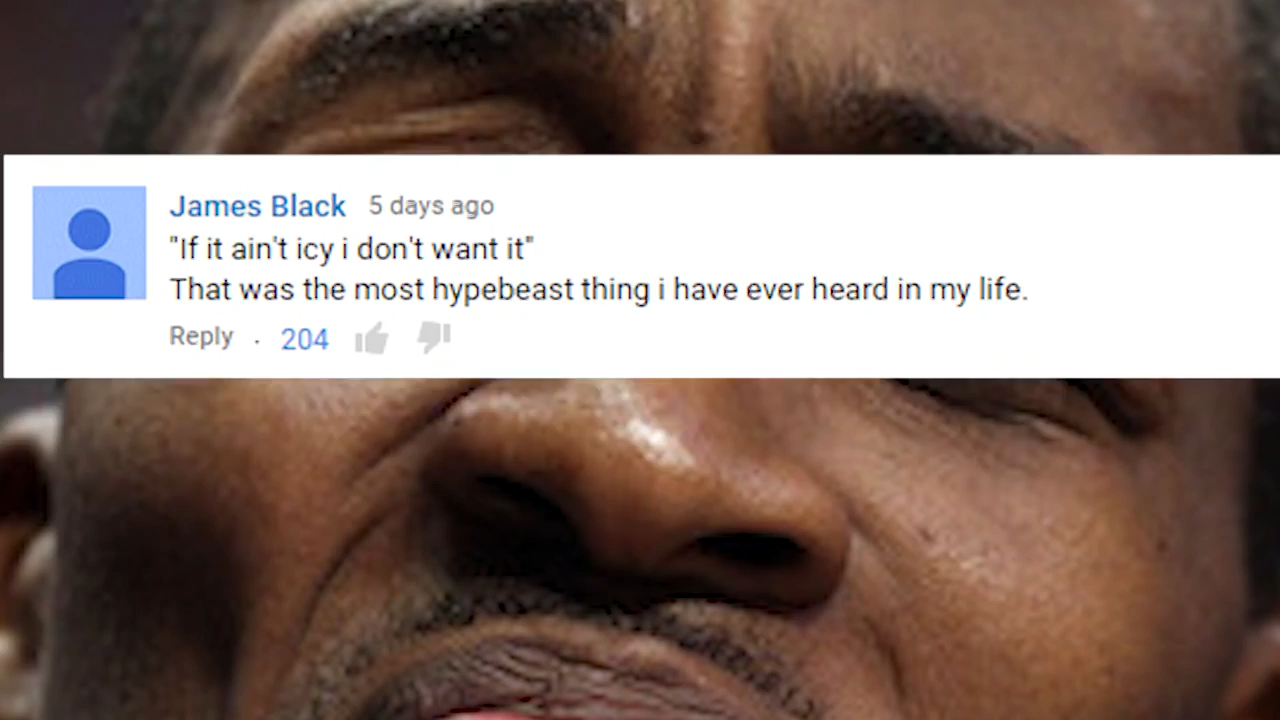 James Black 5 days ago
"If it ain't icy i don't want it"
That was the most hypebeast thing i have ever heard in my life.
Reply . 204